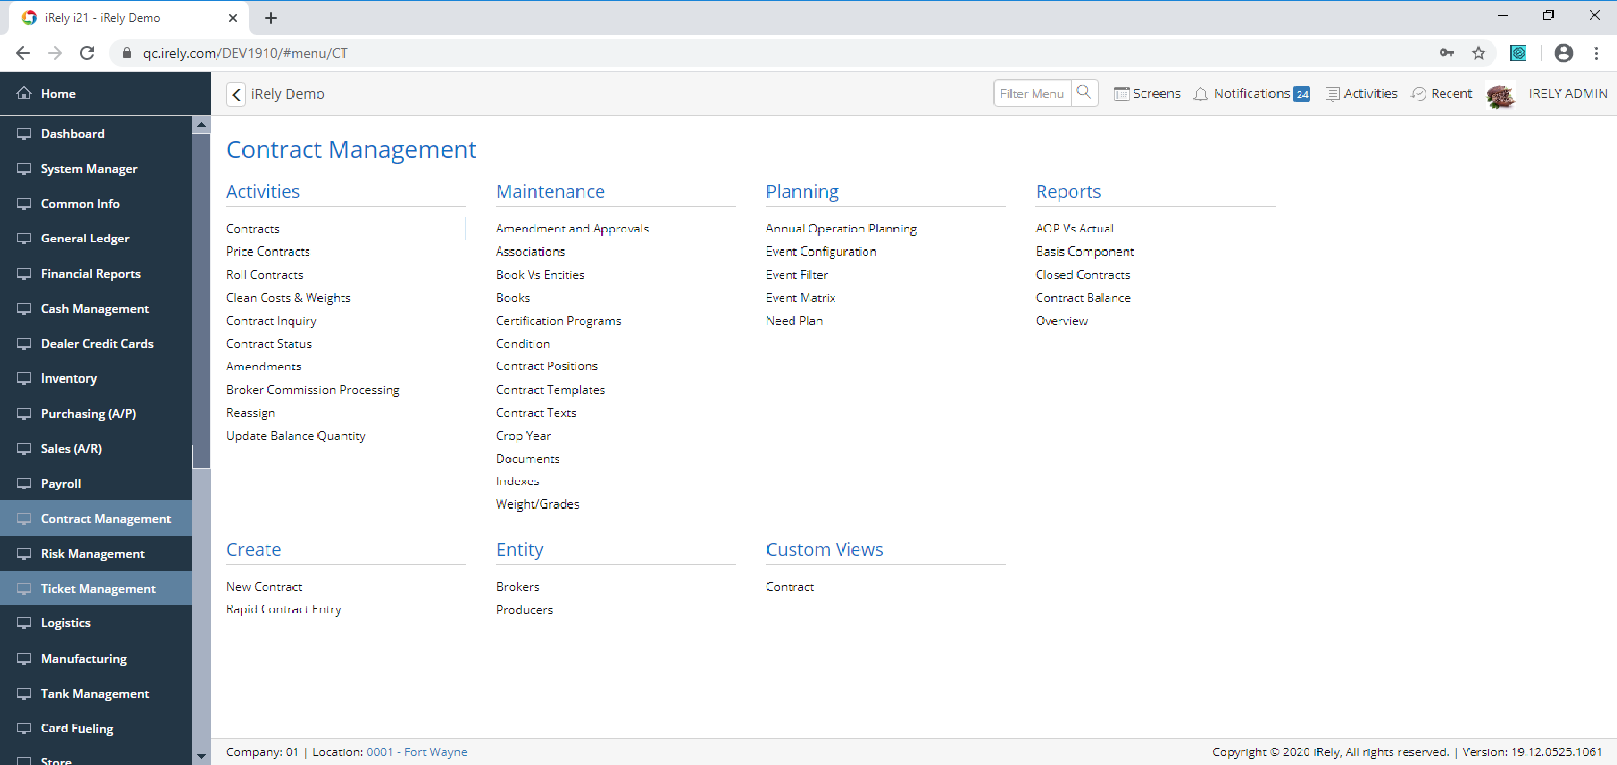 iRely i21 - iRely Demo
qc.irely.com/DEV1910/#menu/CT
Home
iRely Demo
Filter Menu
Screens
Notifications 24
Activities
Recent
IRELY ADMIN
Dashboard
System Manager
Common Info
General Ledger
Financial Reports
Cash Management
Dealer Credit Cards
Inventory
Purchasing (A/P)
Sales (A/R)
Payroll
Contract Management
Risk Management
Ticket Management
Logistics
Manufacturing
Tank Management
Card Fueling
Store
Contract Management
Activities
Contracts
Price Contracts
Roll Contracts
Clean Costs & Weights
Contract Inquiry
Contract Status
Amendments
Broker Commission Processing
Reassign
Update Balance Quantity
Maintenance
Amendment and Approvals
Associations
Book Vs Entities
Books
Certification Programs
Condition
Contract Positions
Contract Templates
Contract Texts
Crop Year
Documents
Indexes
Weight/Grades
Planning
Annual Operation Planning
Event Configuration
Event Filter
Event Matrix
Need Plan
Reports
AOP Vs Actual
Basis Component
Closed Contracts
Contract Balance
Overview
Create
New Contract
Rapid Contract Entry
Entity
Brokers
Producers
Custom Views
Contract
Company: 01 | Location: 0001 - Fort Wayne
Copyright © 2020 iRely, All rights reserved. | Version: 19.12.0525.1061